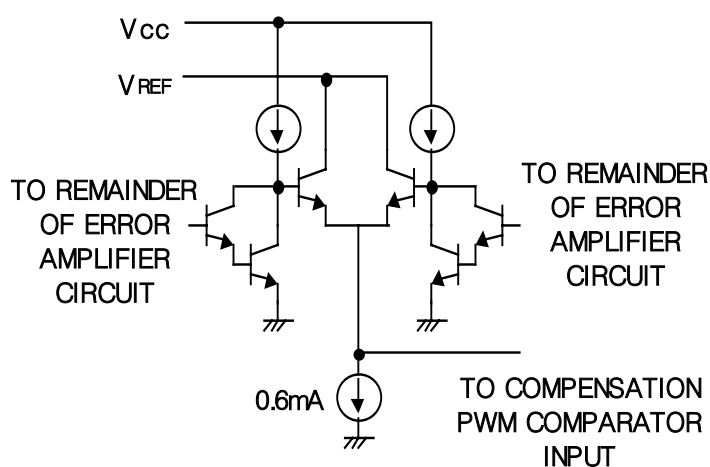 Vcc
VREF
TO REMAINDER
OF ERROR
AMPLIFIER
CIRCUIT
TO REMAINDER
OF ERROR
AMPLIFIER
CIRCUIT
0.6mA
TO COMPENSATION
PWM COMPARATOR
INPUT